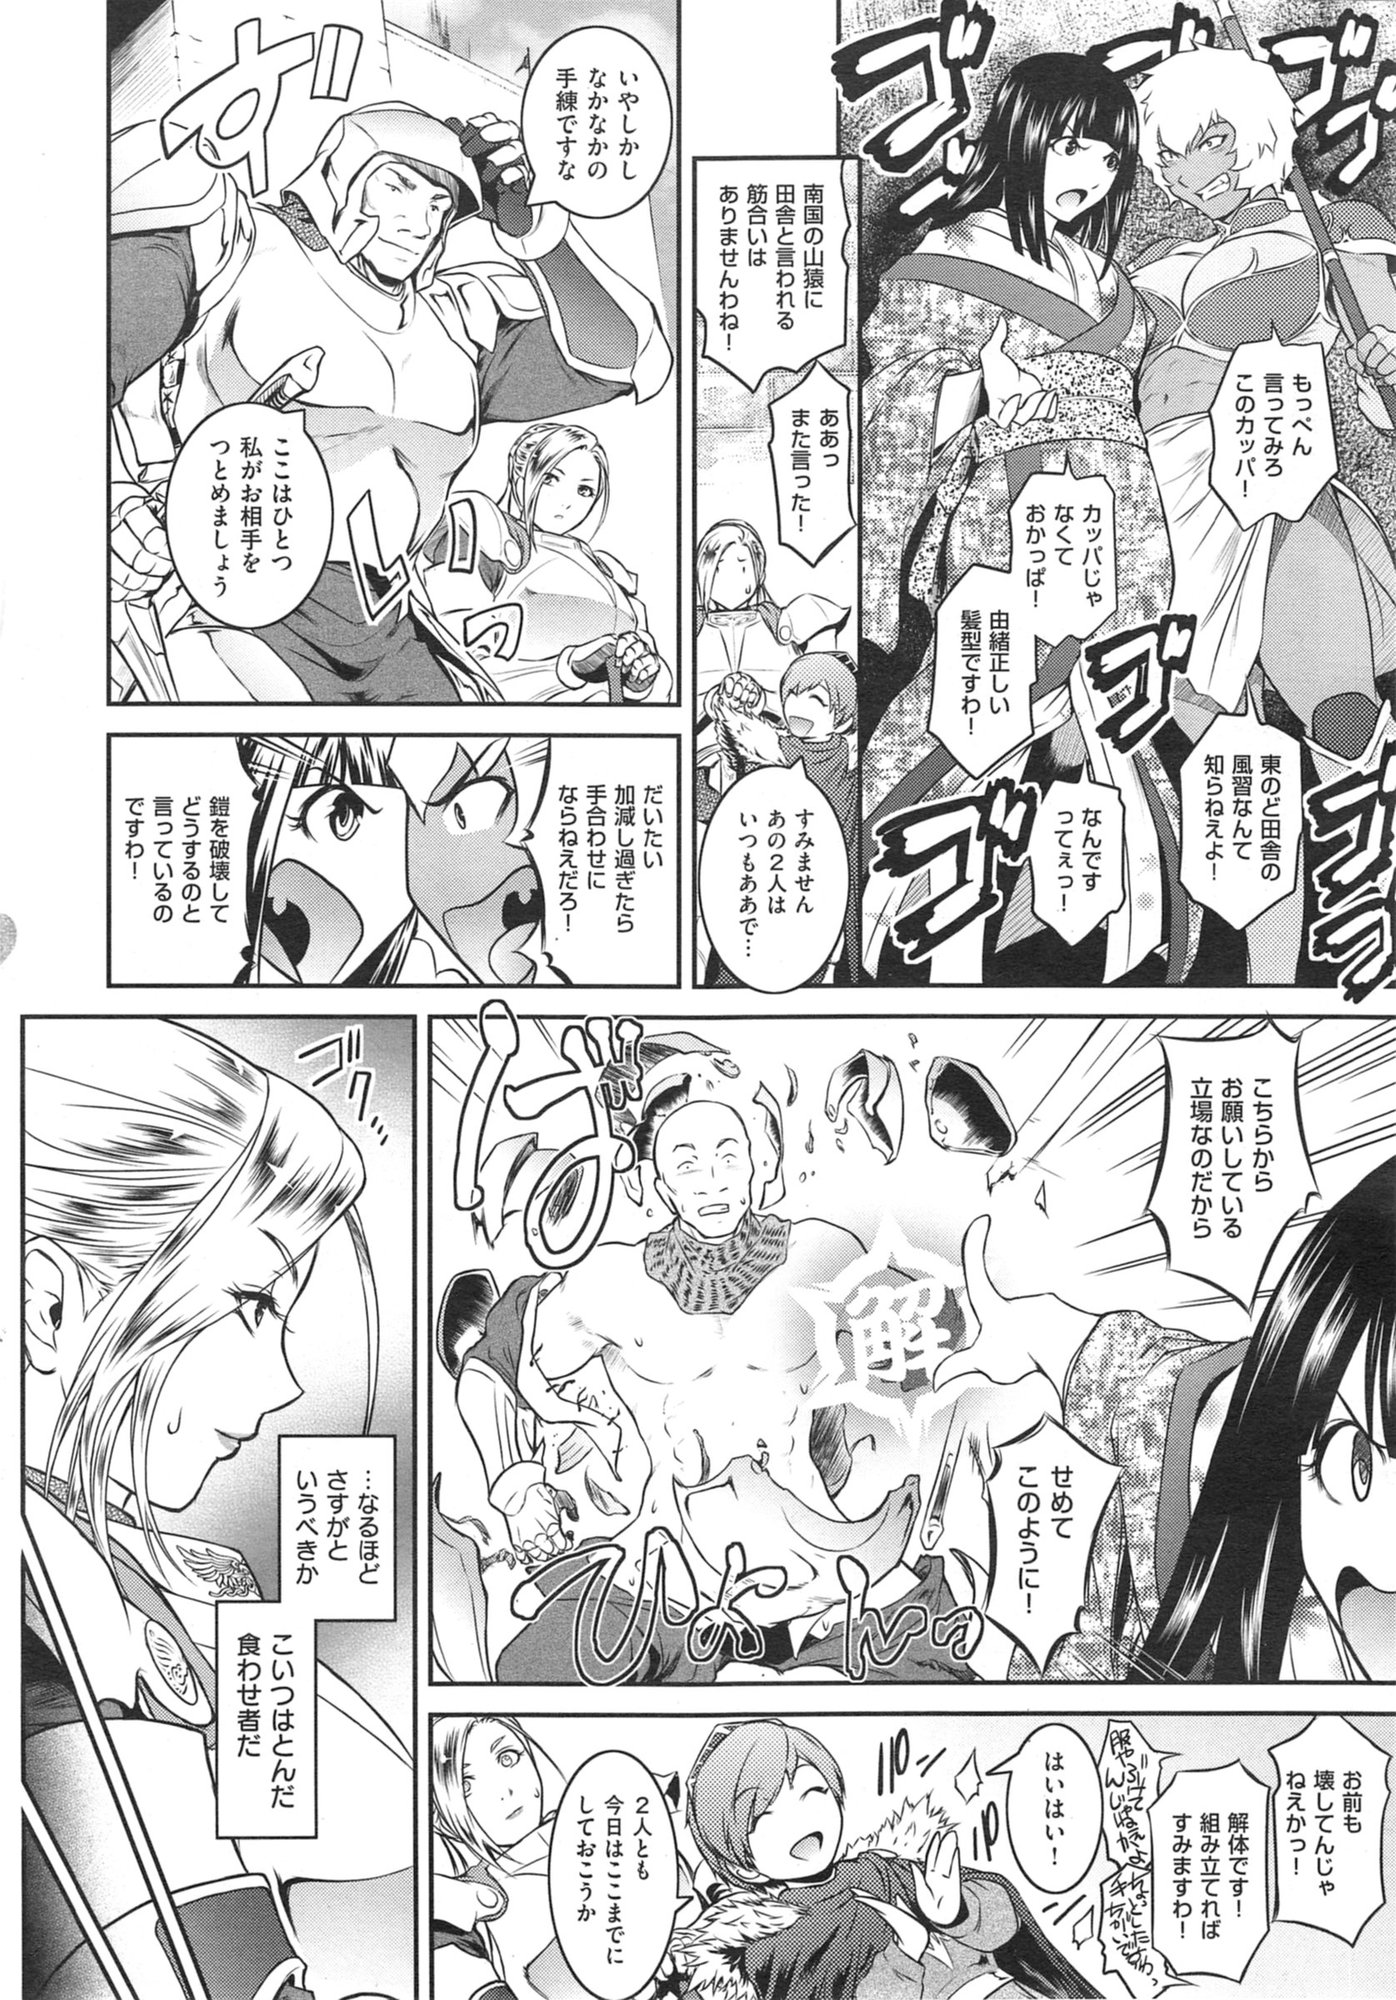 もっぺん
言ってみろ
このカッパ！
カッパじゃ
なくて
おかっぱ！
由緒正しい
髪型ですわ！
東のど田舎の
風習なんて
知らねえよ！
なんです
ってぇっ！
ゴゴゴゴゴ
南国の山猿に
田舎と言われる
筋合いは
ありませんわね！
ああっ
また言った！
すみません
あの２人は
いつもああで…
いやしかし
なかなかの
手練ですな
ここはひとつ
私がお相手を
つとめましょう
だいたい
加減し過ぎたら
手合わせに
ならねえだろ！
鎧を破壊して
どうするのと
言っているの
ですわ！
こちらから
お願いしている
立場なのだから
せめて
このように！
解
ひょーんッ
お前も
壊してんじゃ
ねえかっ！
解体です！
組み立てれば
すみますわ！
はいはい！
２人とも
今日はここまでに
しておこうか
…なるほど
さすがと
いうべきか
こいつはとんだ
食わせ者だ